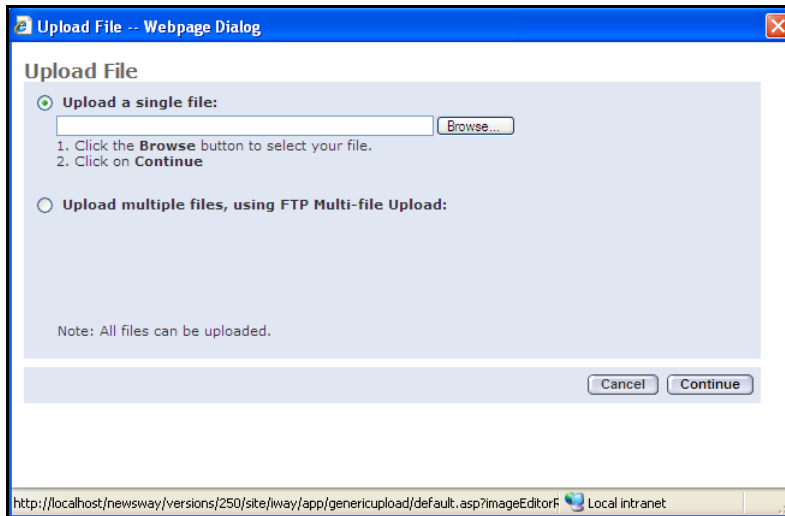 Upload File -- Webpage Dialog
Upload File
Upload a single file:
Browse...
1. Click the Browse button to select your file.
2. Click on Continue
Upload multiple files, using FTP Multi-file Upload:
Note: All files can be uploaded.
Cancel Continue
http://localhost/newsway/versions/250/site/iway/app/genericupload/default.asp?imageEditorF Local intranet